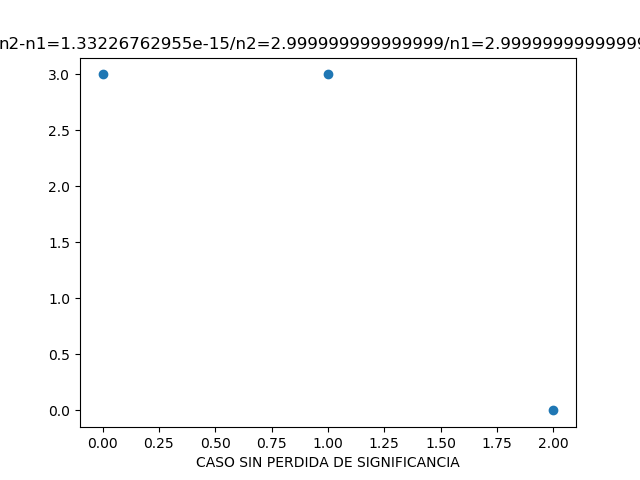 n2-n1=1.33226762955e-15/n2=2.999999999999999/n1=2.999999999999999
3.0
2.5
2.0
1.5
1.0
0.5
0.0
0.00 0.25 0.50 0.75 1.00 1.25 1.50 1.75 2.00
CASO SIN PERDIDA DE SIGNIFICANCIA